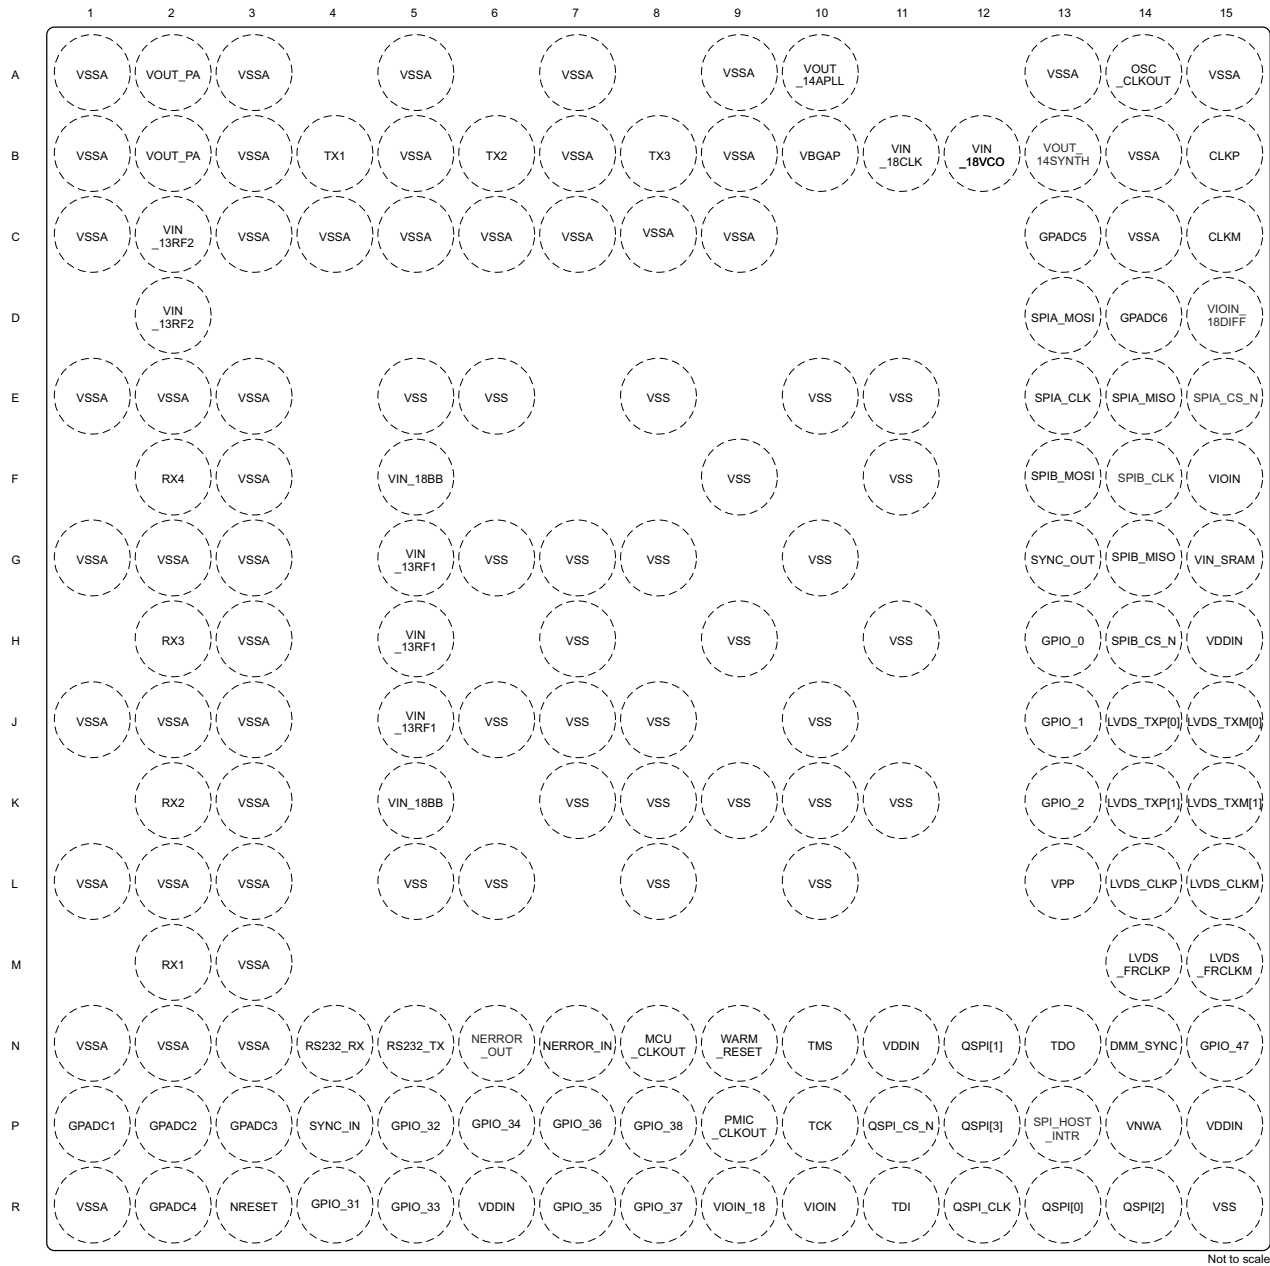 1 2 3 4 5 6 7 8 9 10 11 12 13 14 15
A VSSA VOUT_PA VSSA VSSA VSSA VSSA VOUT _14APLL VSSA OSC _CLKOUT VSSA
B VSSA VOUT_PA VSSA TX1 VSSA TX2 VSSA TX3 VSSA VBGAP VIN _18CLK VIN _18VCO VOUT_ 14SYNTH VSSA CLKP
C VSSA VIN _13RF2 VSSA VSSA VSSA VSSA VSSA VSSA VSSA GPADC5 VSSA CLKM
D VIN _13RF2 SPIA_MOSI GPADC6 VIOIN_ 18DIFF
E VSSA VSSA VSSA VSS VSS VSS VSS VSS SPIA_CLK SPIA_MISO SPIA_CS_N
F RX4 VSSA VIN_18BB VSS VSS SPIB_MOSI SPIB_CLK VIOIN
G VSSA VSSA VSSA VIN _13RF1 VSS VSS VSS VSS SYNC_OUT SPIB_MISO VIN_SRAM
H RX3 VSSA VIN _13RF1 VSS VSS VSS GPIO_0 SPIB_CS_N VDDIN
J VSSA VSSA VSSA VIN _13RF1 VSS VSS VSS VSS GPIO_1 LVDS_TXP[0] LVDS_TXM[0]
K RX2 VSSA VIN_18BB VSS VSS VSS VSS VSS GPIO_2 LVDS_TXP[1] LVDS_TXM[1]
L VSSA VSSA VSSA VSS VSS VSS VSS VPP LVDS_CLKP LVDS_CLKM
M RX1 VSSA LVDS _FRCLKP LVDS _FRCLKM
N VSSA VSSA VSSA RS232_RX RS232_TX NERROR _OUT NERROR_IN MCU _CLKOUT WARM _RESET TMS VDDIN QSPI[1] TDO DMM_SYNC GPIO_47
P GPADC1 GPADC2 GPADC3 SYNC_IN GPIO_32 GPIO_34 GPIO_36 GPIO_38 PMIC _CLKOUT TCK QSPI_CS_N QSPI[3] SPI_HOST _INTR VNWA VDDIN
R VSSA GPADC4 NRESET GPIO_31 GPIO_33 VDDIN GPIO_35 GPIO_37 VIOIN_18 VIOIN TDI QSPI_CLK QSPI[0] QSPI[2] VSS
Not to scale